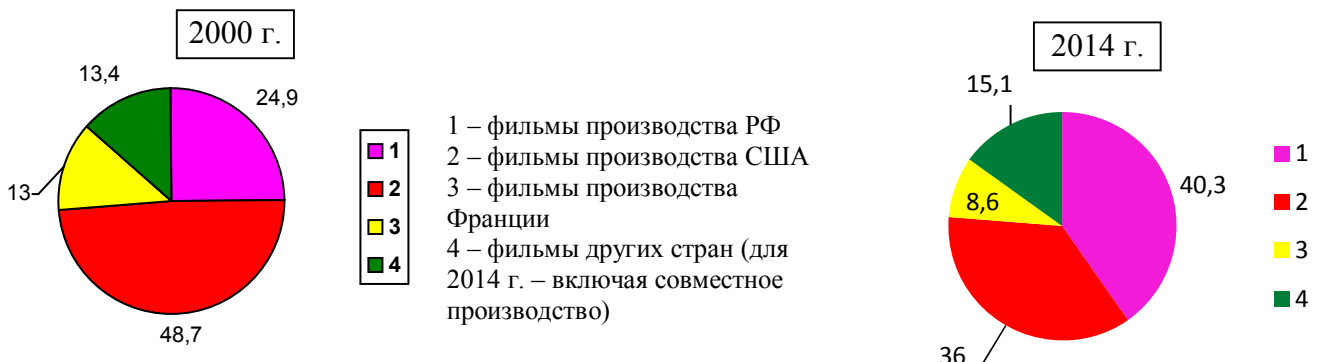 2000 г.
13,4
24,9
13
48,7
1
2
3
4
1 – фильмы производства РФ
2 – фильмы производства США
3 – фильмы производства
Франции
4 – фильмы других стран (для
2014 г. – включая совместное
производство)
2014 г.
15,1
40,3
8,6
36
1
2
3
4